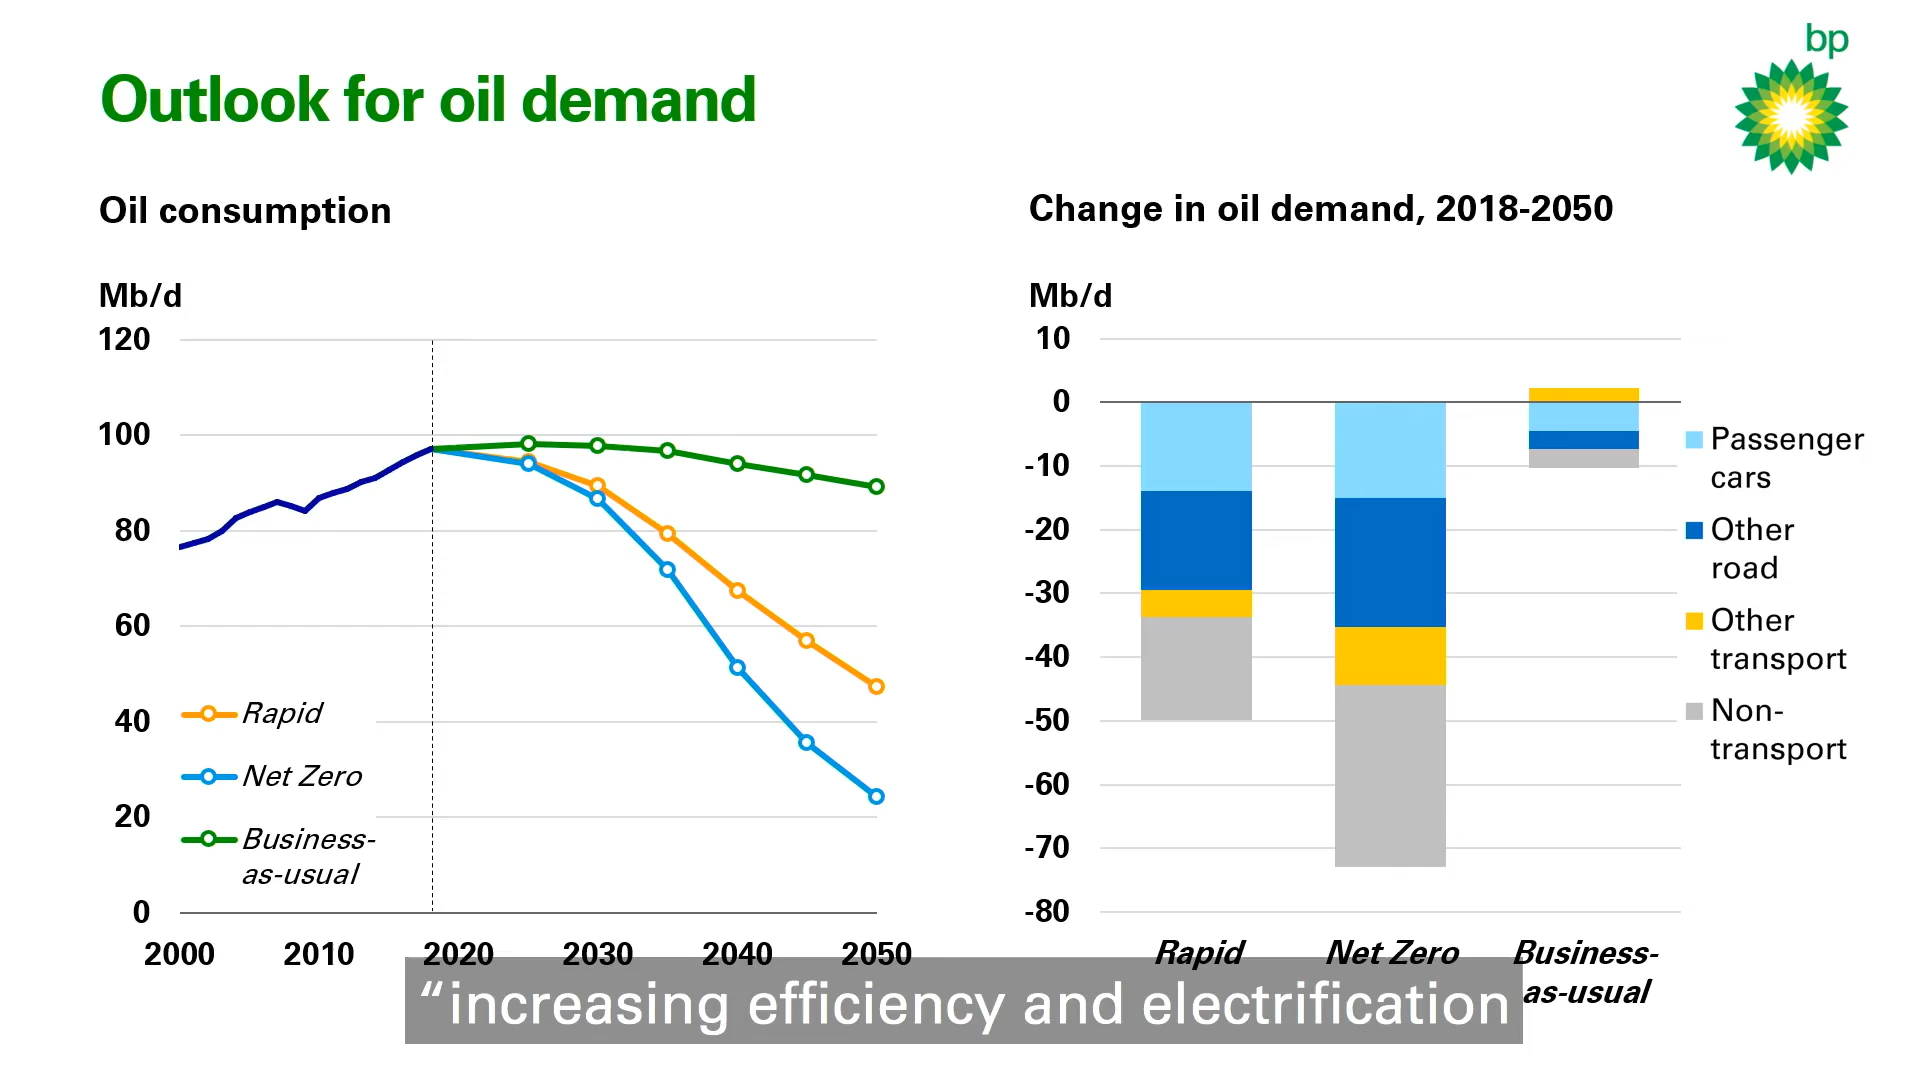 bp
Outlook for oil demand
Oil consumption
Mb/d
120
100
80
60
40
20
0
Rapid
Net Zero
Business-
as-usual
2000 2010 2020 2030 2040 2050
Change in oil demand, 2018-2050
Mb/d
10
0
-10
-20
-30
-40
-50
-60
-70
-80
Passenger
cars
Other
road
Other
transport
Non-
transport
Rapid Net Zero Business-
as-usual
“increasing efficiency and electrification